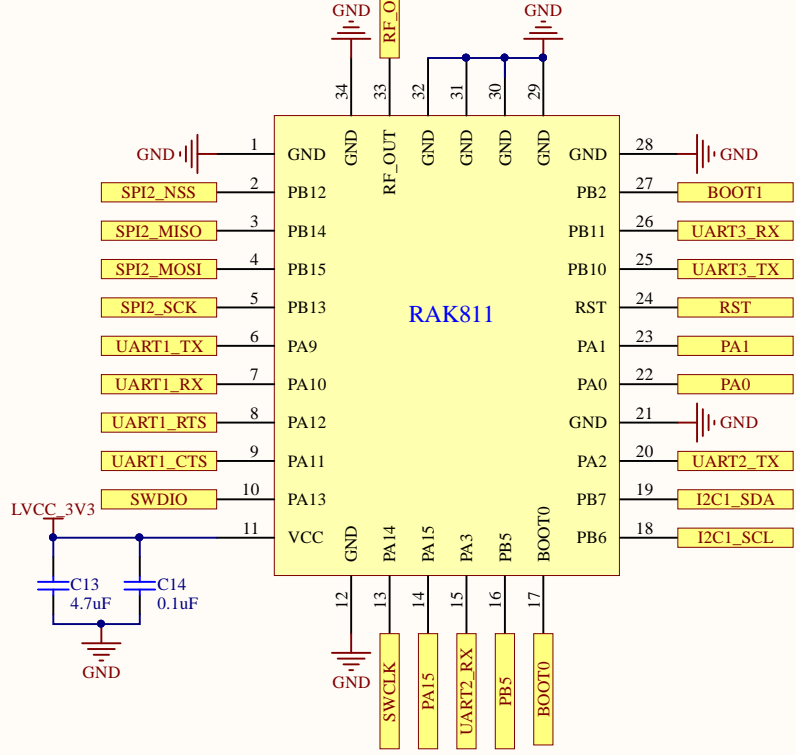 GND
RF_O
GND
34
33
32
31
30
29
GND
RF_OUT
GND
GND
GND
GND
GND
1
GND
SPI2_NSS
2
PB12
SPI2_MISO
3
PB14
SPI2_MOSI
4
PB15
SPI2_SCK
5
PB13
UART1_TX
6
PA9
UART1_RX
7
PA10
UART1_RTS
8
PA12
UART1_CTS
9
PA11
SWDIO
10
PA13
LVCC_3V3
11
VCC
RAK811
GND
28
GND
PB2
27
BOOT1
PB11
26
UART3_RX
PB10
25
UART3_TX
RST
24
RST
PA1
23
PA1
PA0
22
PA0
GND
21
GND
PA2
20
UART2_TX
PB7
19
I2C1_SDA
PB6
18
I2C1_SCL
GND
PA14
PA15
PA3
PB5
BOOT0
12
13
14
15
16
17
C13
4.7uF
C14
0.1uF
GND
GND
SWCLK
PA15
UART2_RX
PB5
BOOT0